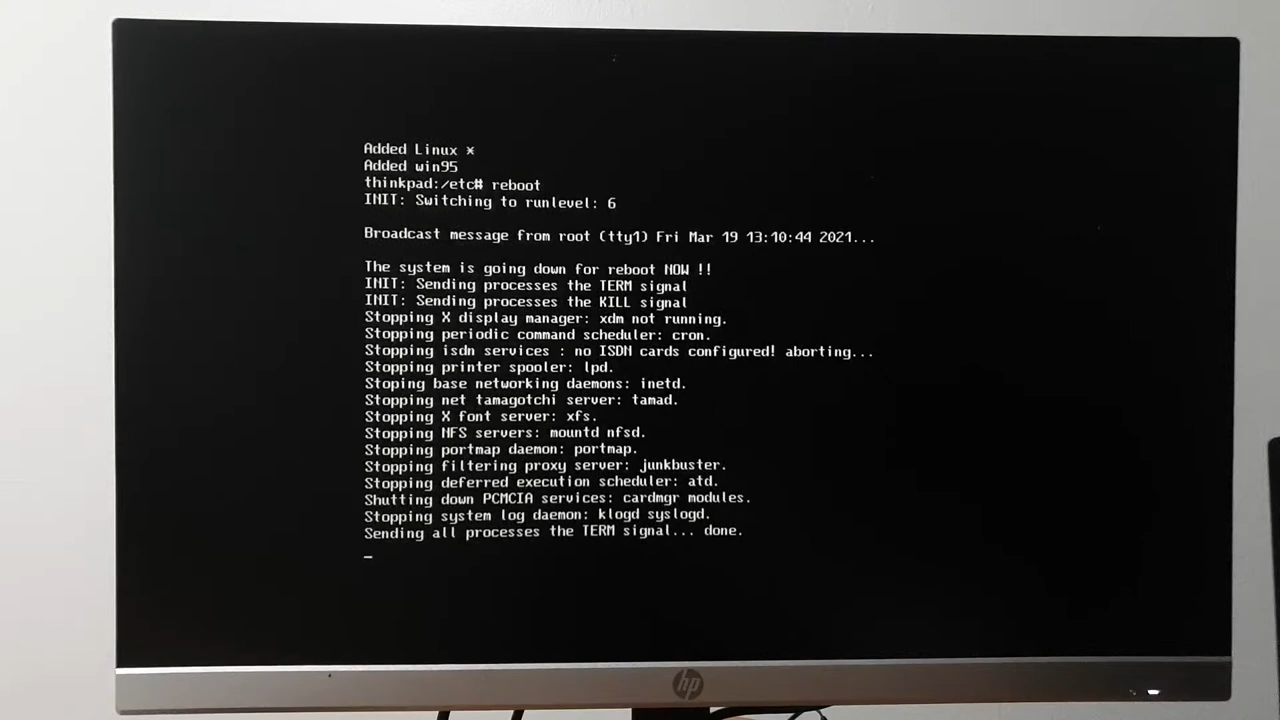 Added Linux *
Added win95
thinkpad:/etc# reboot
INIT: Switching to runlevel: 6
Broadcast message from root (tty1) Fri Mar 19 13:10:44 2021...
The system is going down for reboot NOW !!
INIT: Sending processes the TERM signal
INIT: Sending processes the KILL signal
Stopping X display manager: xdm not running.
Stopping periodic command scheduler: cron.
Stopping isdn services : no ISDN cards configured! aborting...
Stopping printer spooler: lpd.
Stoping base networking daemons: inetd.
Stopping net tamagotchi server: tamad.
Stopping X font server: xfs.
Stopping NFS servers: mountd nfsd.
Stopping portmap daemon: portmap.
Stopping filtering proxy server: junkbuster.
Stopping deferred execution scheduler: atd.
Shutting down PCMCIA services: cardmgr modules.
Stopping system log daemon: klogd syslogd.
Sending all processes the TERM signal... done.
_
hp